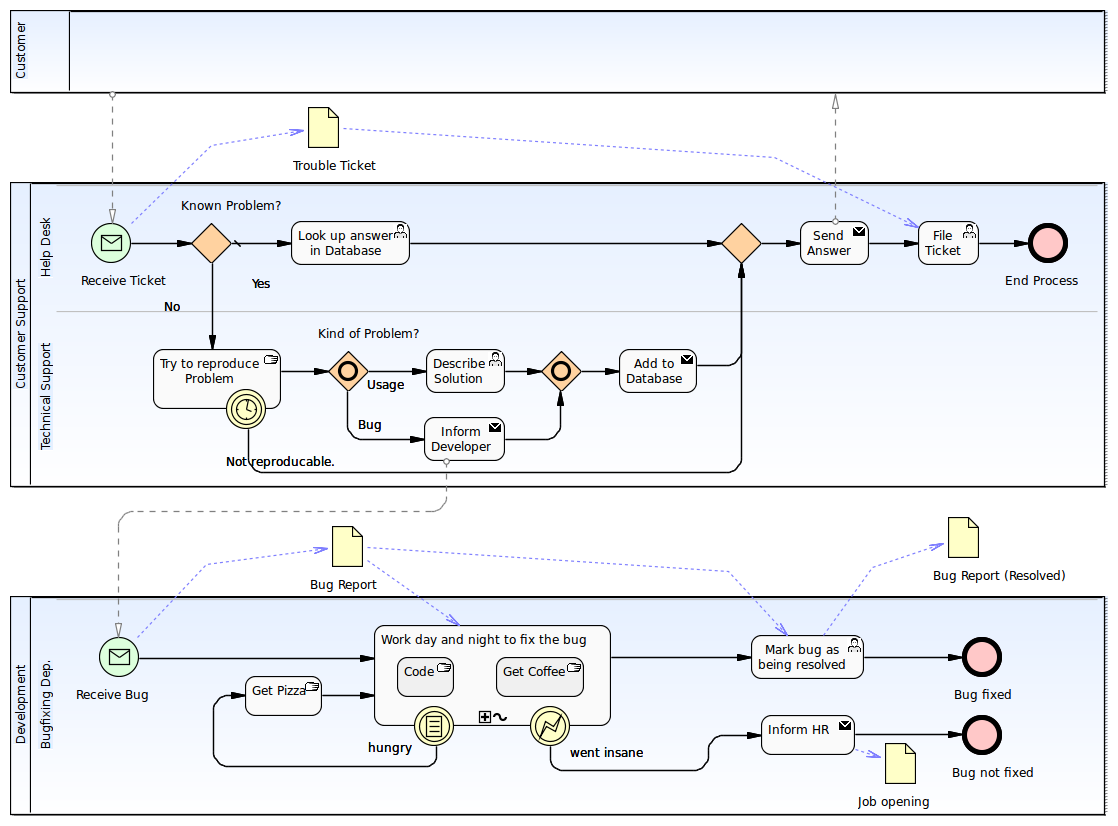 Customer
Trouble Ticket
Customer Support
Help Desk
Known Problem?
Look up answer
in Database
Send
Answer
File
Ticket
Receive Ticket
Yes
End Process
No
Technical Support
Kind of Problem?
Try to reproduce
Problem
Usage
Describe
Solution
Add to
Database
Bug
Inform
Developer
Not reproducable.
Bug Report
Bug Report (Resolved)
Development
Bugfixing Dep.
Work day and night to fix the bug
Code
Get Coffee
Mark bug as
being resolved
Receive Bug
Get Pizza
Bug fixed
hungry
went insane
Inform HR
Bug not fixed
Job opening